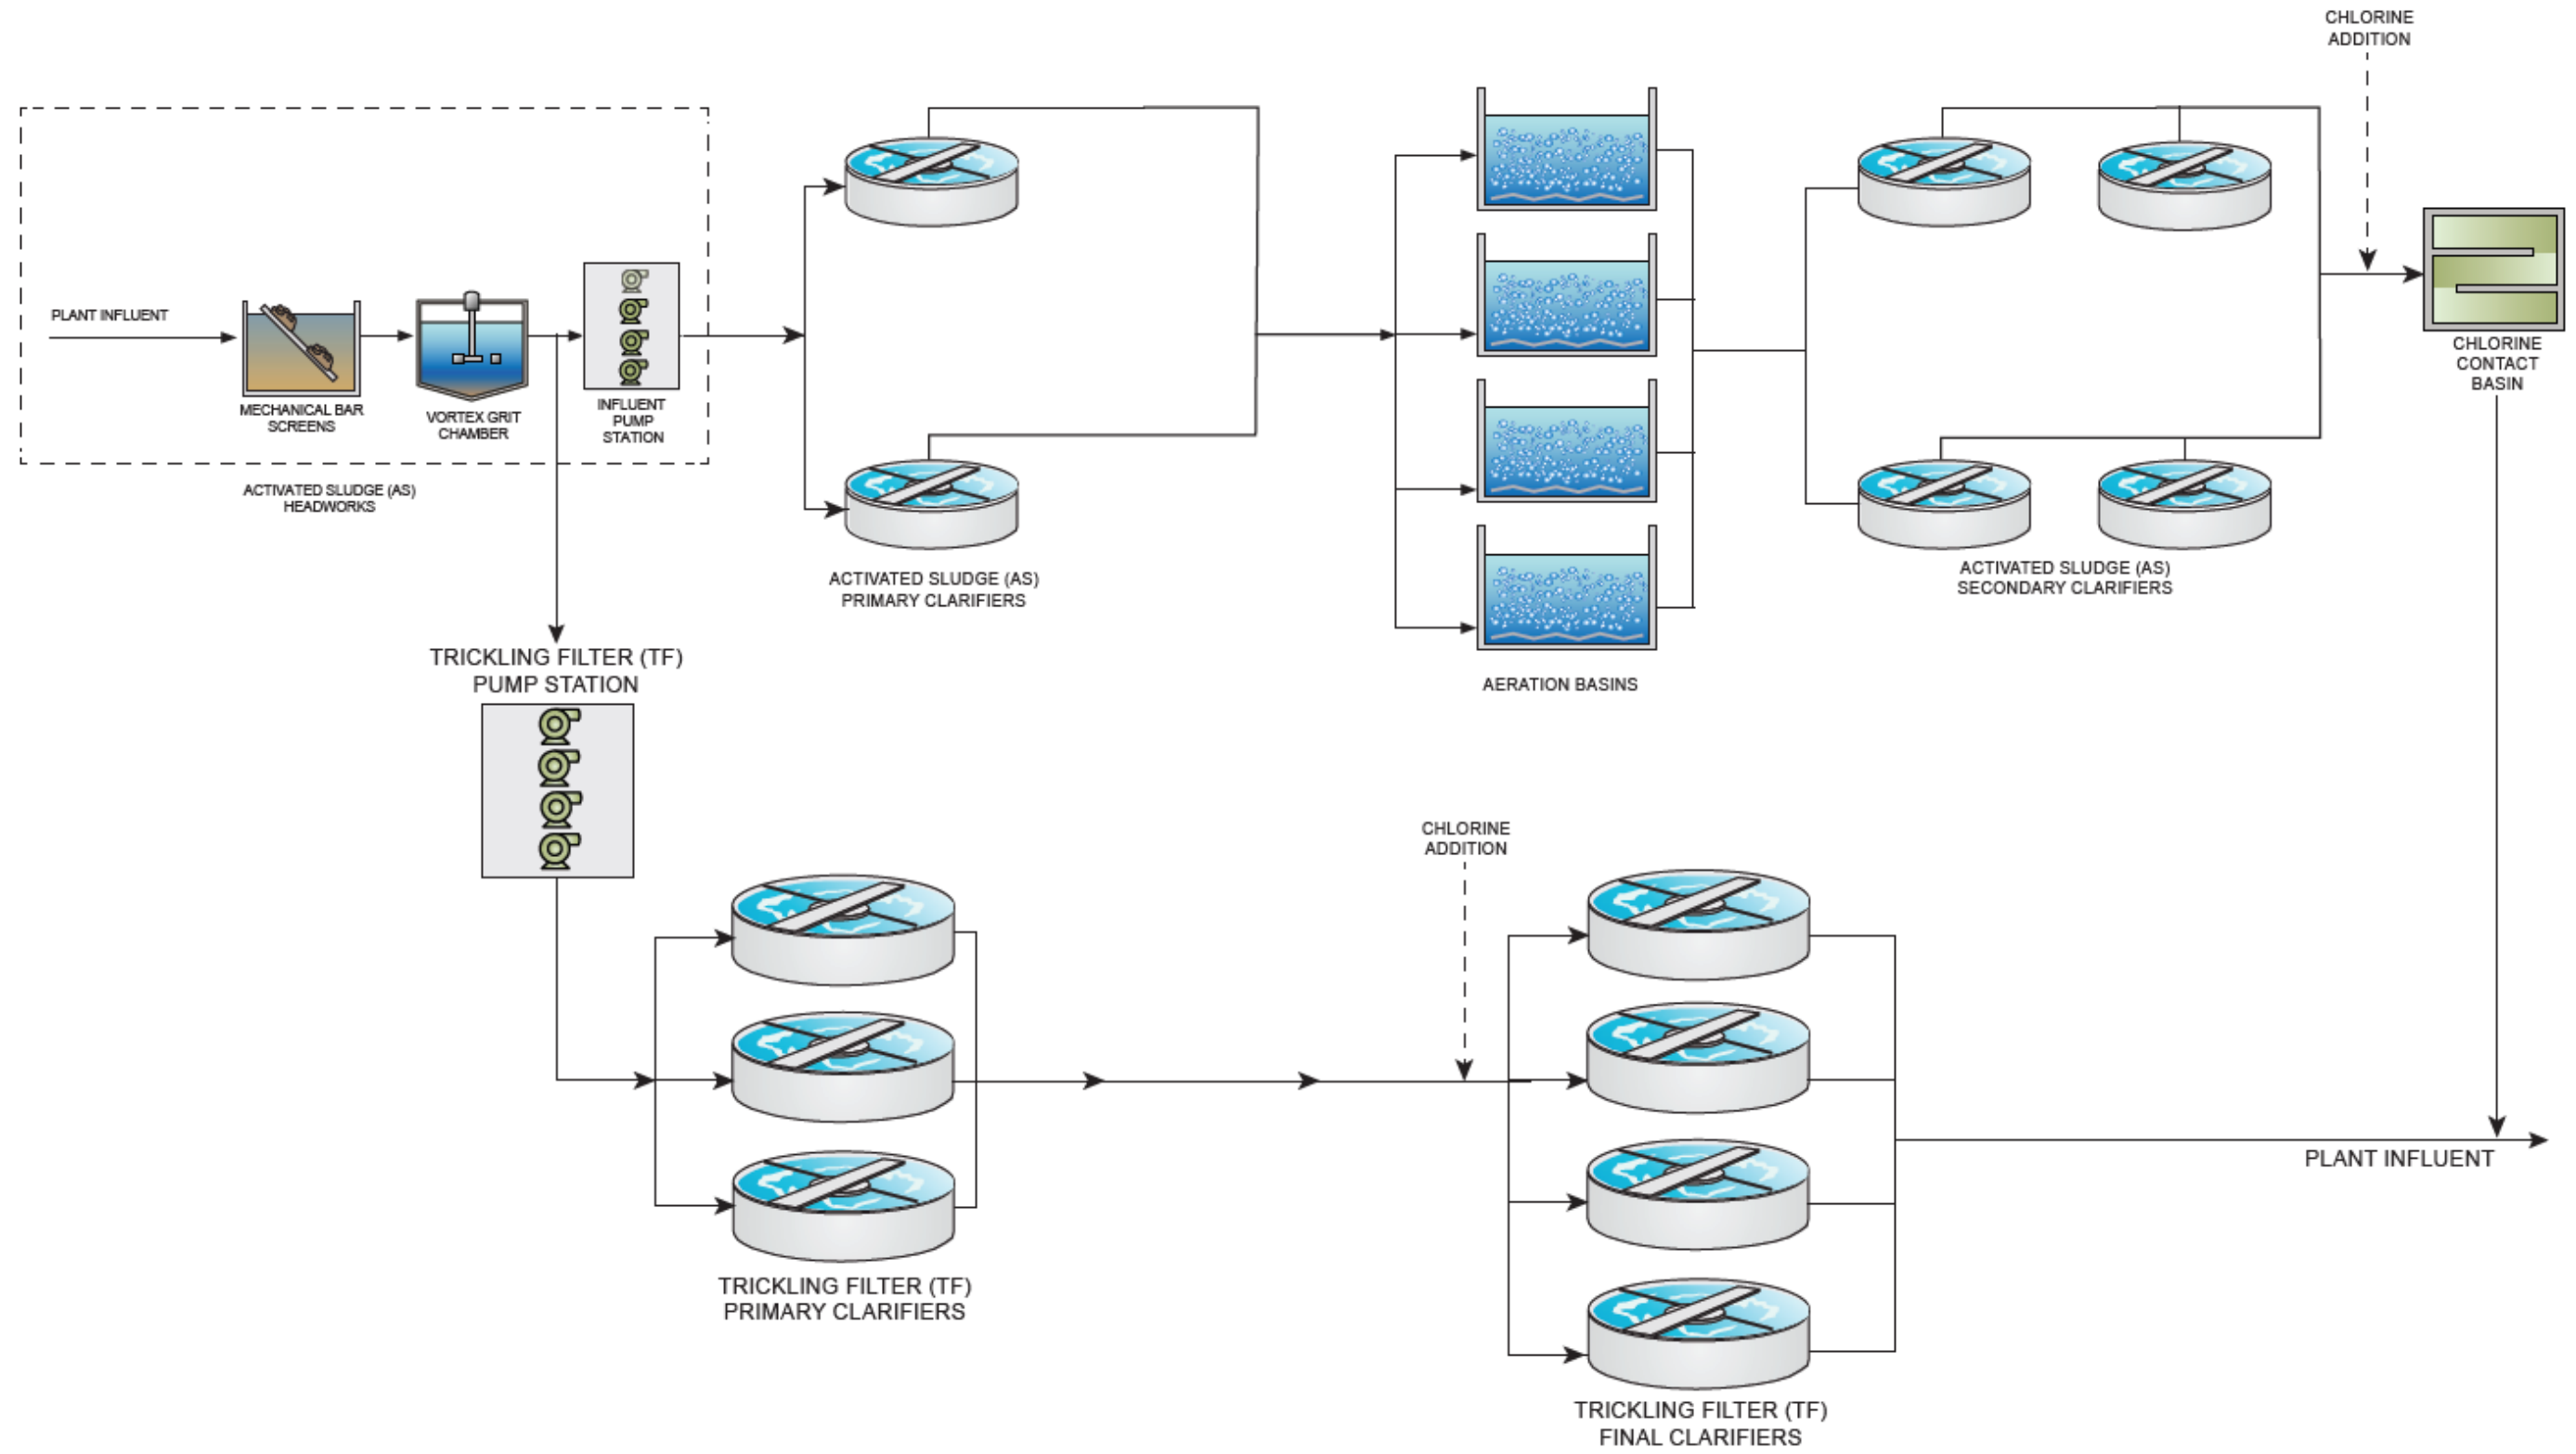 CHLORINE
ADDITION
PLANT INFLUENT
MECHANICAL BAR
SCREENS
VORTEX GRIT
CHAMBER
INFLUENT
PUMP
STATION
ACTIVATED SLUDGE (AS)
HEADWORKS
ACTIVATED SLUDGE (AS)
PRIMARY CLARIFIERS
AERATION BASINS
ACTIVATED SLUDGE (AS)
SECONDARY CLARIFIERS
CHLORINE
CONTACT
BASIN
TRICKLING FILTER (TF)
PUMP STATION
TRICKLING FILTER (TF)
PRIMARY CLARIFIERS
CHLORINE
ADDITION
TRICKLING FILTER (TF)
FINAL CLARIFIERS
PLANT INFLUENT